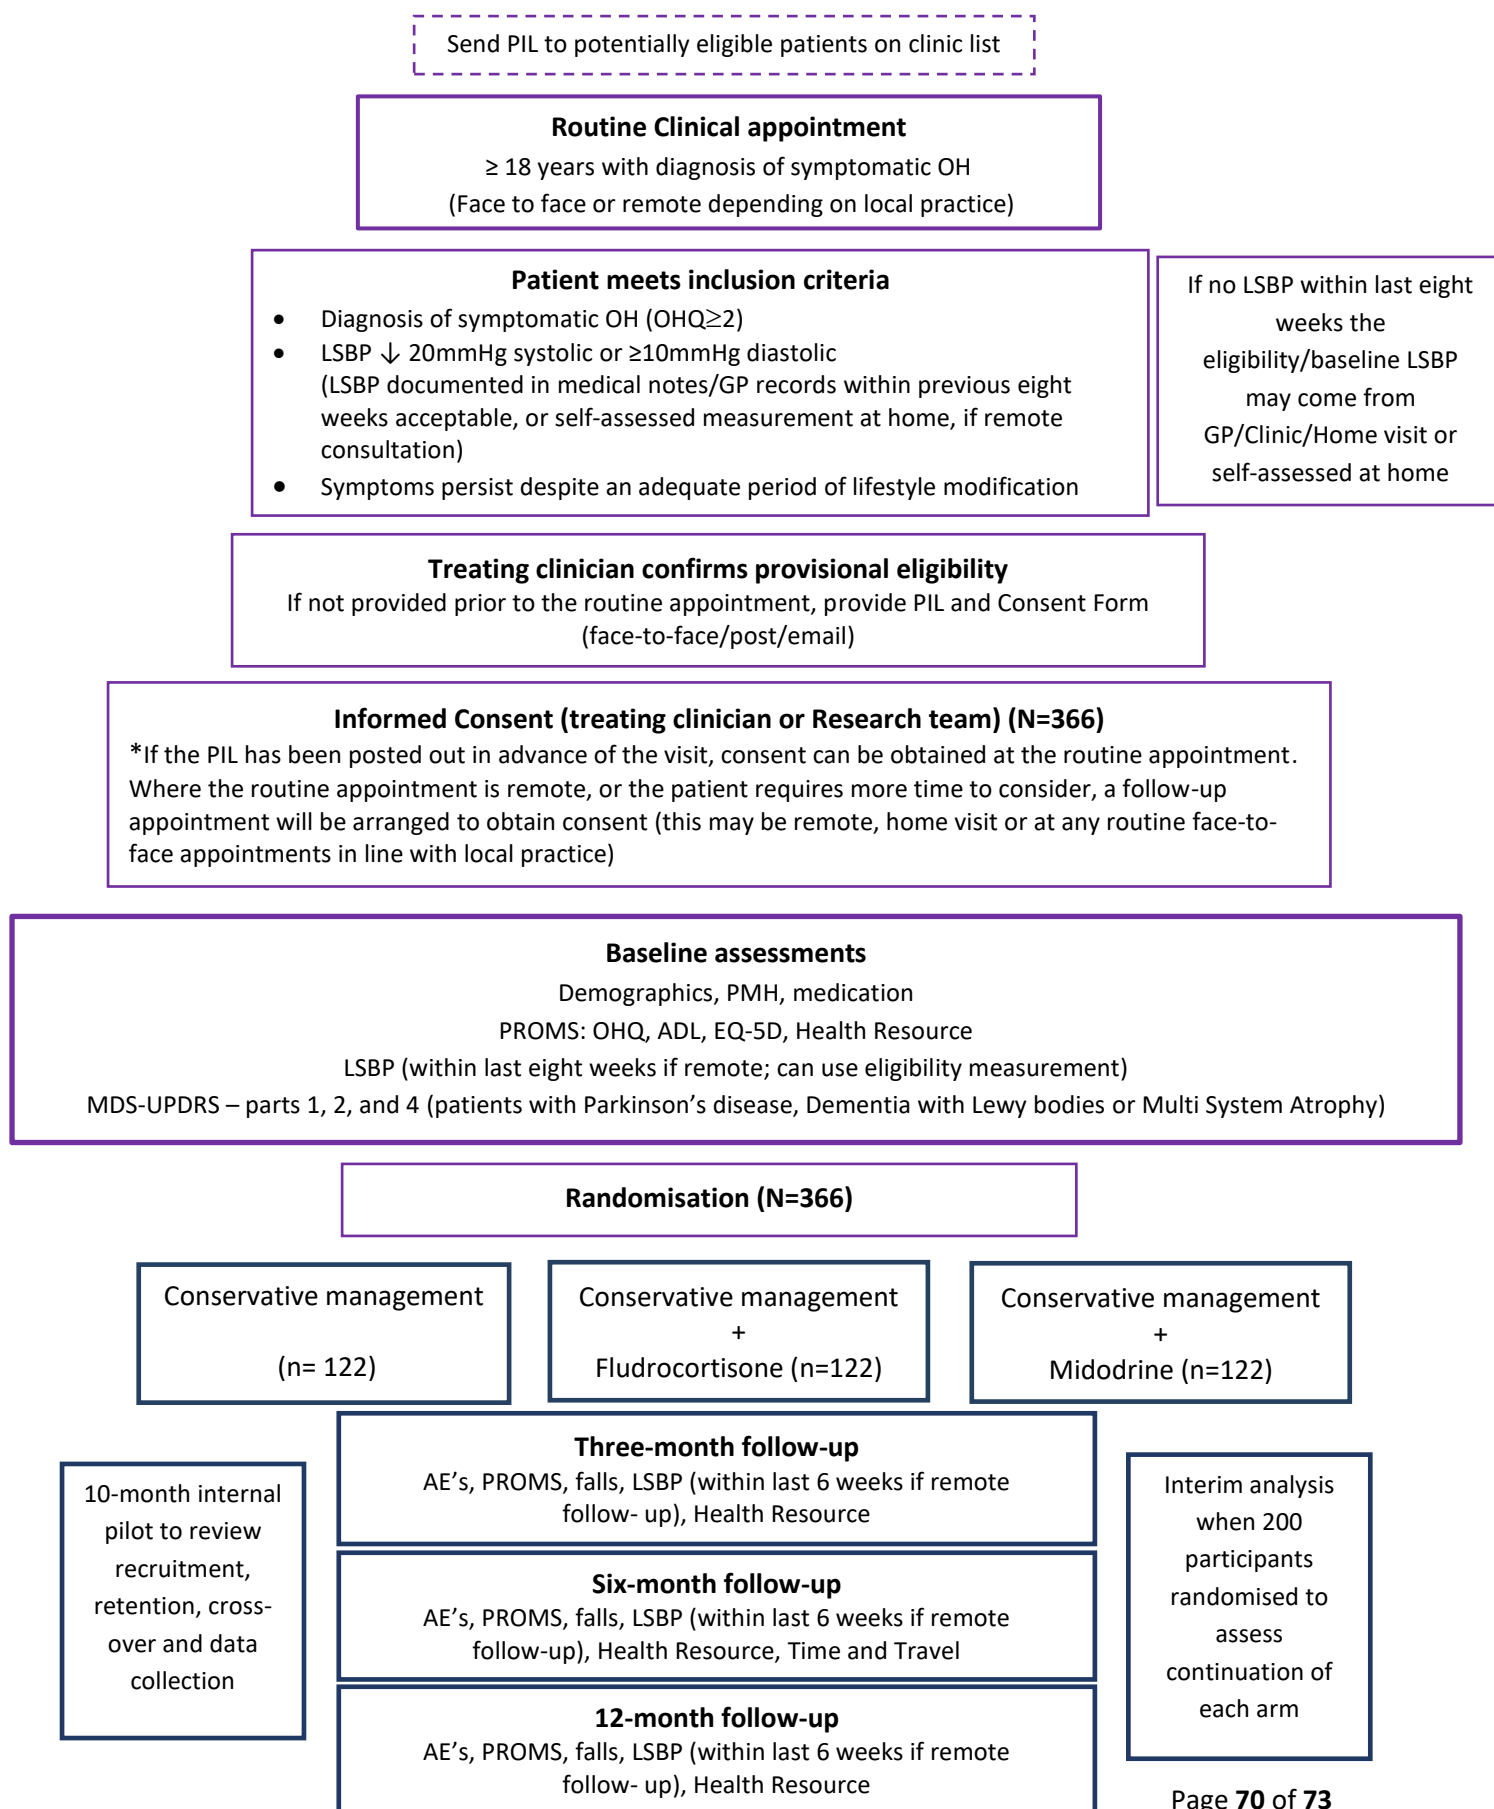 Send PIL to potentially eligible patients on clinic list
Routine Clinical appointment
≥ 18 years with diagnosis of symptomatic OH
(Face to face or remote depending on local practice)
Patient meets inclusion criteria
• Diagnosis of symptomatic OH (OHQ≥2)
• LSBP ↓ 20mmHg systolic or ≥10mmHg diastolic
(LSBP documented in medical notes/GP records within previous eight
weeks acceptable, or self-assessed measurement at home, if remote
consultation)
• Symptoms persist despite an adequate period of lifestyle modification
If no LSBP within last eight
weeks the
eligibility/baseline LSBP
may come from
GP/Clinic/Home visit or
self-assessed at home
Treating clinician confirms provisional eligibility
If not provided prior to the routine appointment, provide PIL and Consent Form
(face-to-face/post/email)
Informed Consent (treating clinician or Research team) (N=366)
*If the PIL has been posted out in advance of the visit, consent can be obtained at the routine appointment.
Where the routine appointment is remote, or the patient requires more time to consider, a follow-up
appointment will be arranged to obtain consent (this may be remote, home visit or at any routine face-to-
face appointments in line with local practice)
Baseline assessments
Demographics, PMH, medication
PROMS: OHQ, ADL, EQ-5D, Health Resource
LSBP (within last eight weeks if remote; can use eligibility measurement)
MDS-UPDRS – parts 1, 2, and 4 (patients with Parkinson’s disease, Dementia with Lewy bodies or Multi System Atrophy)
Randomisation (N=366)
Conservative management
(n= 122)
Conservative management
+
Fludrocortisone (n=122)
Conservative management
+
Midodrine (n=122)
Three-month follow-up
AE’s, PROMS, falls, LSBP (within last 6 weeks if remote
follow- up), Health Resource
10-month internal
pilot to review
recruitment,
retention, cross-
over and data
collection
Interim analysis
when 200
participants
randomised to
assess
continuation of
each arm
Six-month follow-up
AE’s, PROMS, falls, LSBP (within last 6 weeks if remote
follow-up), Health Resource, Time and Travel
12-month follow-up
AE’s, PROMS, falls, LSBP (within last 6 weeks if remote
follow- up), Health Resource
Page 70 of 73